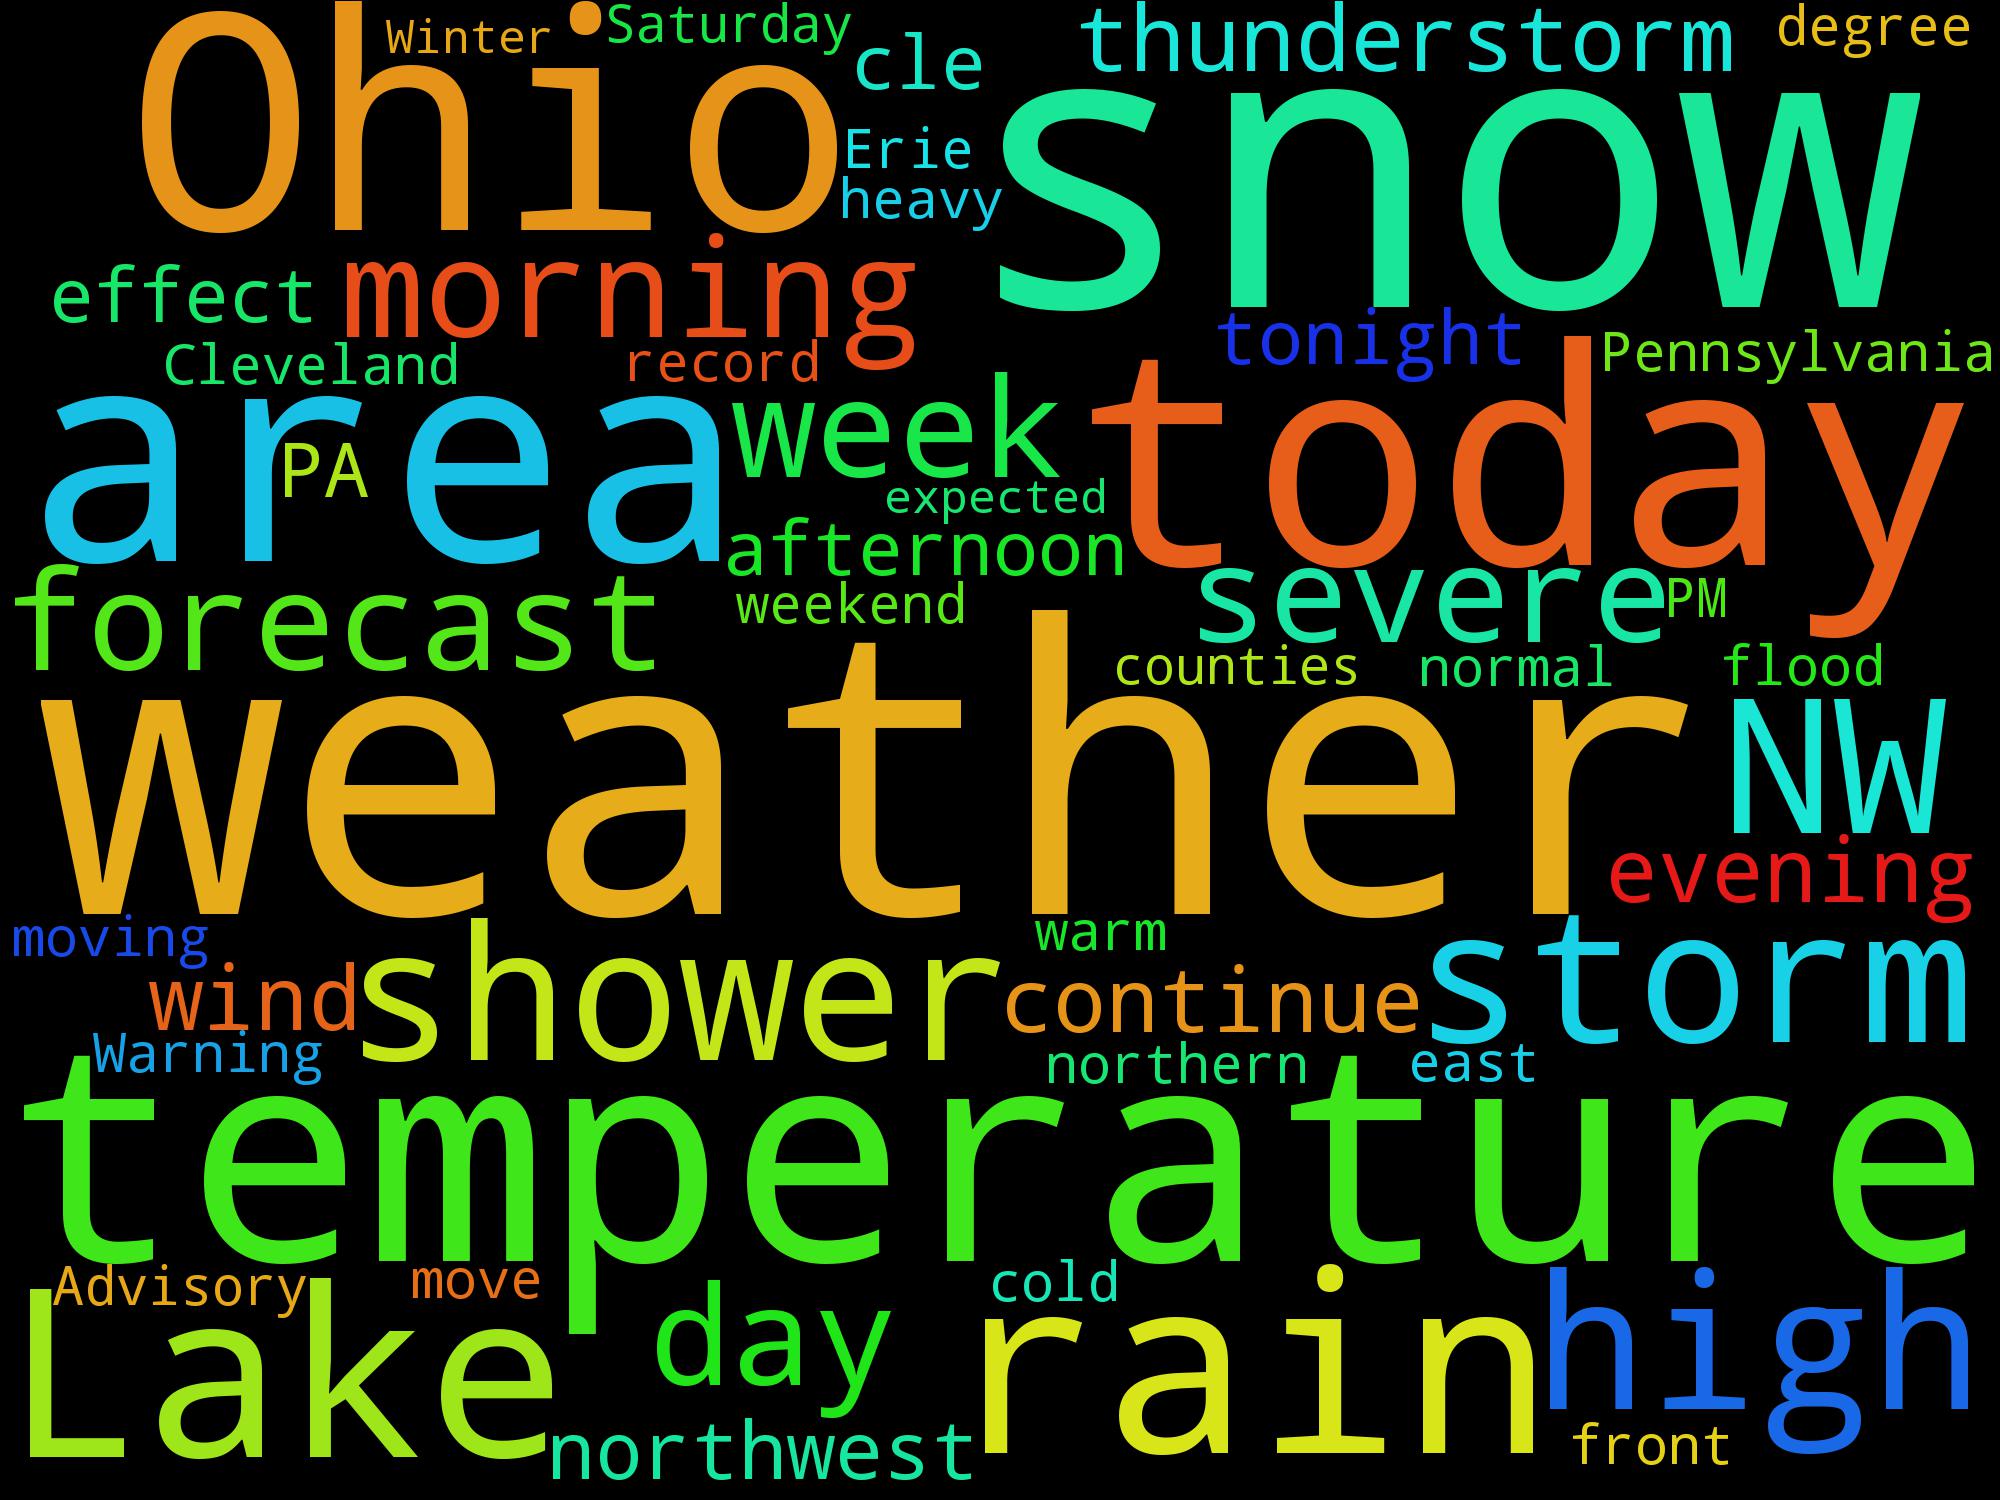 Ohio
Winter
Saturday
cle
thunderstorm
degree
Erie
heavy
snow
effect
morning
tonight
Pennsylvania
Cleveland
record
area
PA
week
today
expected
afternoon
forecast
weekend
severe
PM
counties
normal
flood
weather
NW
evening
moving
warm
wind
shower
continue
storm
Warning
northern
east
temperature
Advisory
move
cold
Lake
day
rain
high
northwest
front